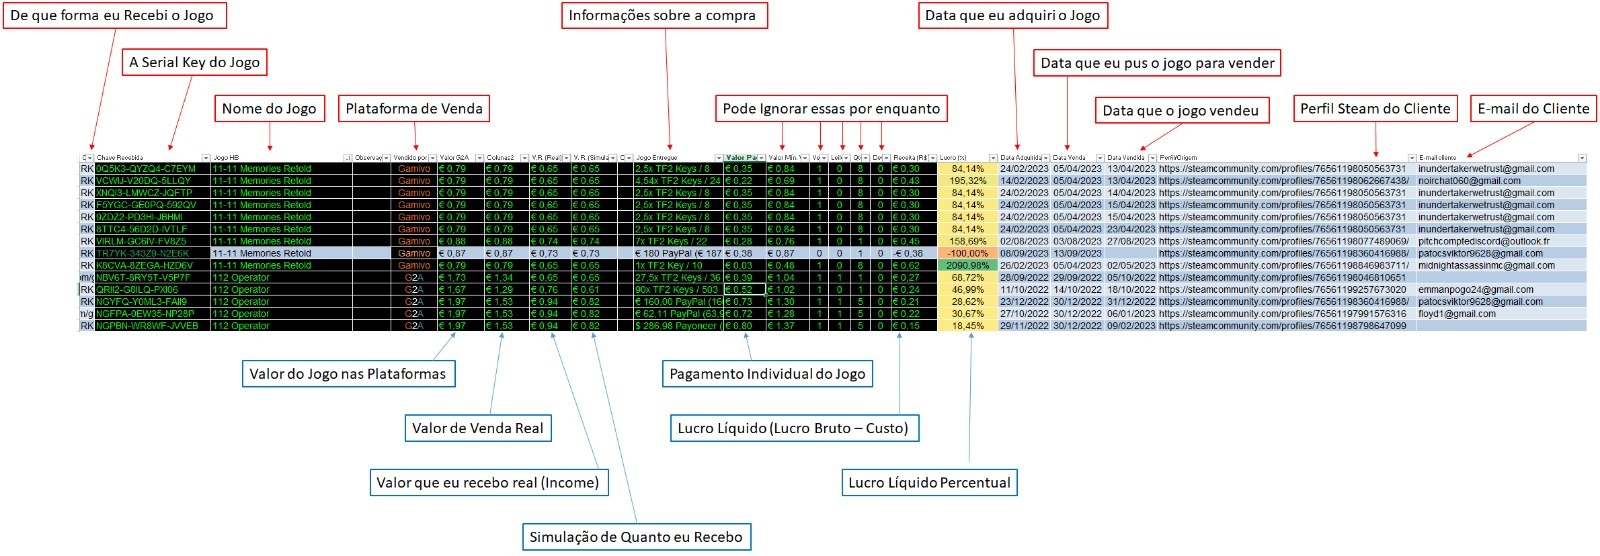 De que forma eu Recebi o Jogo
Informações sobre a compra
Data que eu adquiri o Jogo
A Serial Key do Jogo
Data que eu pus o jogo para vender
Nome do Jogo
Plataforma de Venda
Pode Ignorar essas por enquanto
Data que o jogo vendeu
Perfil Steam do Cliente
E-mail do Cliente
Chave Recebida Jogo HB Observaç Vendido por Valor G2A Colunas2 V.R. (Real) V. R. (Simula Jogo Entregue Valor Pa Valor Min. V Receita (R$ Lucro (%) Data Adquirida Data Venda Data Vendida PerfilOrigem E-mail cliente
RK 11-11 Memories Retold Gamivo € 0,79 € 0,79 € 0,65 € 0,65 2,5x TF2 Keys / 8 € 0,35 € 0,84 1 0 8 0 € 0,30 84,14% 24/02/2023 05/04/2023 13/04/2023 https://steamcommunity.com/profiles/76561198050563731 inundertakerwetrust@gmail.com
RK VCWIJ-V20DQ-5LLQY 11-11 Memories Retold Gamivo € 0,79 € 0,79 € 0,65 € 0,65 4,54x TF2 Keys / 24 € 0,22 € 0,69 1 0 8 0 € 0,43 195,32% 14/02/2023 05/04/2023 13/04/2023 https://steamcommunity.com/profiles/76561198062667438/ noirchat060@gmail.com
RK XNQI3-LMWCZ-JQFTP 11-11 Memories Retold Gamivo € 0,79 € 0,79 € 0,65 € 0,65 2,5x TF2 Keys / 8 € 0,35 € 0,84 1 0 8 0 € 0,30 84,14% 24/02/2023 05/04/2023 14/04/2023 https://steamcommunity.com/profiles/76561198050563731 inundertakerwetrust@gmail.com
RK F5YGC-GE0PQ-592QV 11-11 Memories Retold Gamivo € 0,79 € 0,79 € 0,65 € 0,65 2,5x TF2 Keys / 8 € 0,35 € 0,84 1 0 8 0 € 0,30 84,14% 24/02/2023 05/04/2023 15/04/2023 https://steamcommunity.com/profiles/76561198050563731 inundertakerwetrust@gmail.com
RK 9ZDZ2-PD3HI-JBHMI 11-11 Memories Retold Gamivo € 0,79 € 0,79 € 0,65 € 0,65 2,5x TF2 Keys / 8 € 0,35 € 0,84 1 0 8 0 € 0,30 84,14% 24/02/2023 05/04/2023 15/04/2023 https://steamcommunity.com/profiles/76561198050563731 inundertakerwetrust@gmail.com
RK 8TTC4-56D2D-IVTLF 11-11 Memories Retold Gamivo € 0,79 € 0,79 € 0,65 € 0,65 2,5x TF2 Keys / 8 € 0,35 € 0,84 1 0 8 0 € 0,30 84,14% 24/02/2023 05/04/2023 23/04/2023 https://steamcommunity.com/profiles/76561198050563731 inundertakerwetrust@gmail.com
RK VIRLM-GC6IV-FV8Z5 11-11 Memories Retold Gamivo € 0,88 € 0,88 € 0,74 € 0,74 7x TF2 Keys / 22 € 0,28 € 0,76 1 0 8 0 € 0,45 158,69% 02/08/2023 03/08/2023 27/08/2023 https://steamcommunity.com/profiles/76561198077489069/ pitchcomptediscord@outlook.fr
RK TR7YK-343Z9-N2E6K 11-11 Memories Retold Gamivo € 0,87 € 0,87 € 0,73 € 0,73 € 180 PayPal (€ 187 € 0,38 € 0,87 0 0 8 0 -€ 0,38 -100,00% 08/09/2023 13/09/2023 https://steamcommunity.com/profiles/76561198360416988/ patocsviktor9628@gmail.com
RK K8CVA-8ZEGA-HZD6V 11-11 Memories Retold Gamivo € 0,79 € 0,79 € 0,65 € 0,65 1x TF2 Key / 10 € 0,03 € 0,48 1 0 8 0 € 0,62 2090,98% 26/02/2023 05/04/2023 02/05/2023 https://steamcommunity.com/profiles/76561198846983711/ midnightassassinmc@gmail.com
om/g NBV6T-8RY5T-V5P7F 112 Operator G2A € 1,73 € 1,34 € 0,80 € 0,65 27,5x TF2 Keys / 36 € 0,39 € 1,04 1 1 0 € 0,27 68,72% 28/09/2022 29/09/2022 05/10/2022 https://steamcommunity.com/profiles/76561198106813020
RK QRII2-G8ILQ-PXI06 112 Operator G2A € 1,67 € 1,29 € 0,76 € 0,61 90x TF2 Keys / 503 € 0,52 € 1,02 1 1 5 0 € 0,24 46,99% 11/10/2022 14/10/2022 18/10/2022 https://steamcommunity.com/profiles/76561199257673020 emmanpogo24@gmail.com
RK NGYFQ-Y0ML3-FAII9 112 Operator G2A € 1,97 € 1,53 € 0,94 € 0,82 € 160,00 PayPal (16 € 0,73 € 1,30 1 1 5 0 € 0,21 28,62% 23/12/2022 30/12/2022 31/12/2022 https://steamcommunity.com/profiles/76561198360416988/ patocsviktor9628@gmail.com
m/g NGFPA-0EW35-NP28P 112 Operator G2A € 1,97 € 1,53 € 0,94 € 0,82 € 62,11 PayPal (63, € 0,72 € 1,28 1 1 5 0 € 0,22 30,67% 27/10/2022 30/12/2022 06/01/2023 https://steamcommunity.com/profiles/76561197991576316 floyd1@gmail.com
RK NGPBN-WR8WF-JVVEB 112 Operator G2A € 1,97 € 1,53 € 0,94 € 0,82 $ 286,98 Payoneer ( € 0,80 € 1,37 1 1 5 0 € 0,15 18,45% 29/11/2022 30/12/2022 09/02/2023 https://steamcommunity.com/profiles/76561198798647099
Valor do Jogo nas Plataformas
Pagamento Individual do Jogo
Valor de Venda Real
Lucro Líquido (Lucro Bruto – Custo)
Valor que eu recebo real (Income)
Lucro Líquido Percentual
Simulação de Quanto eu Recebo